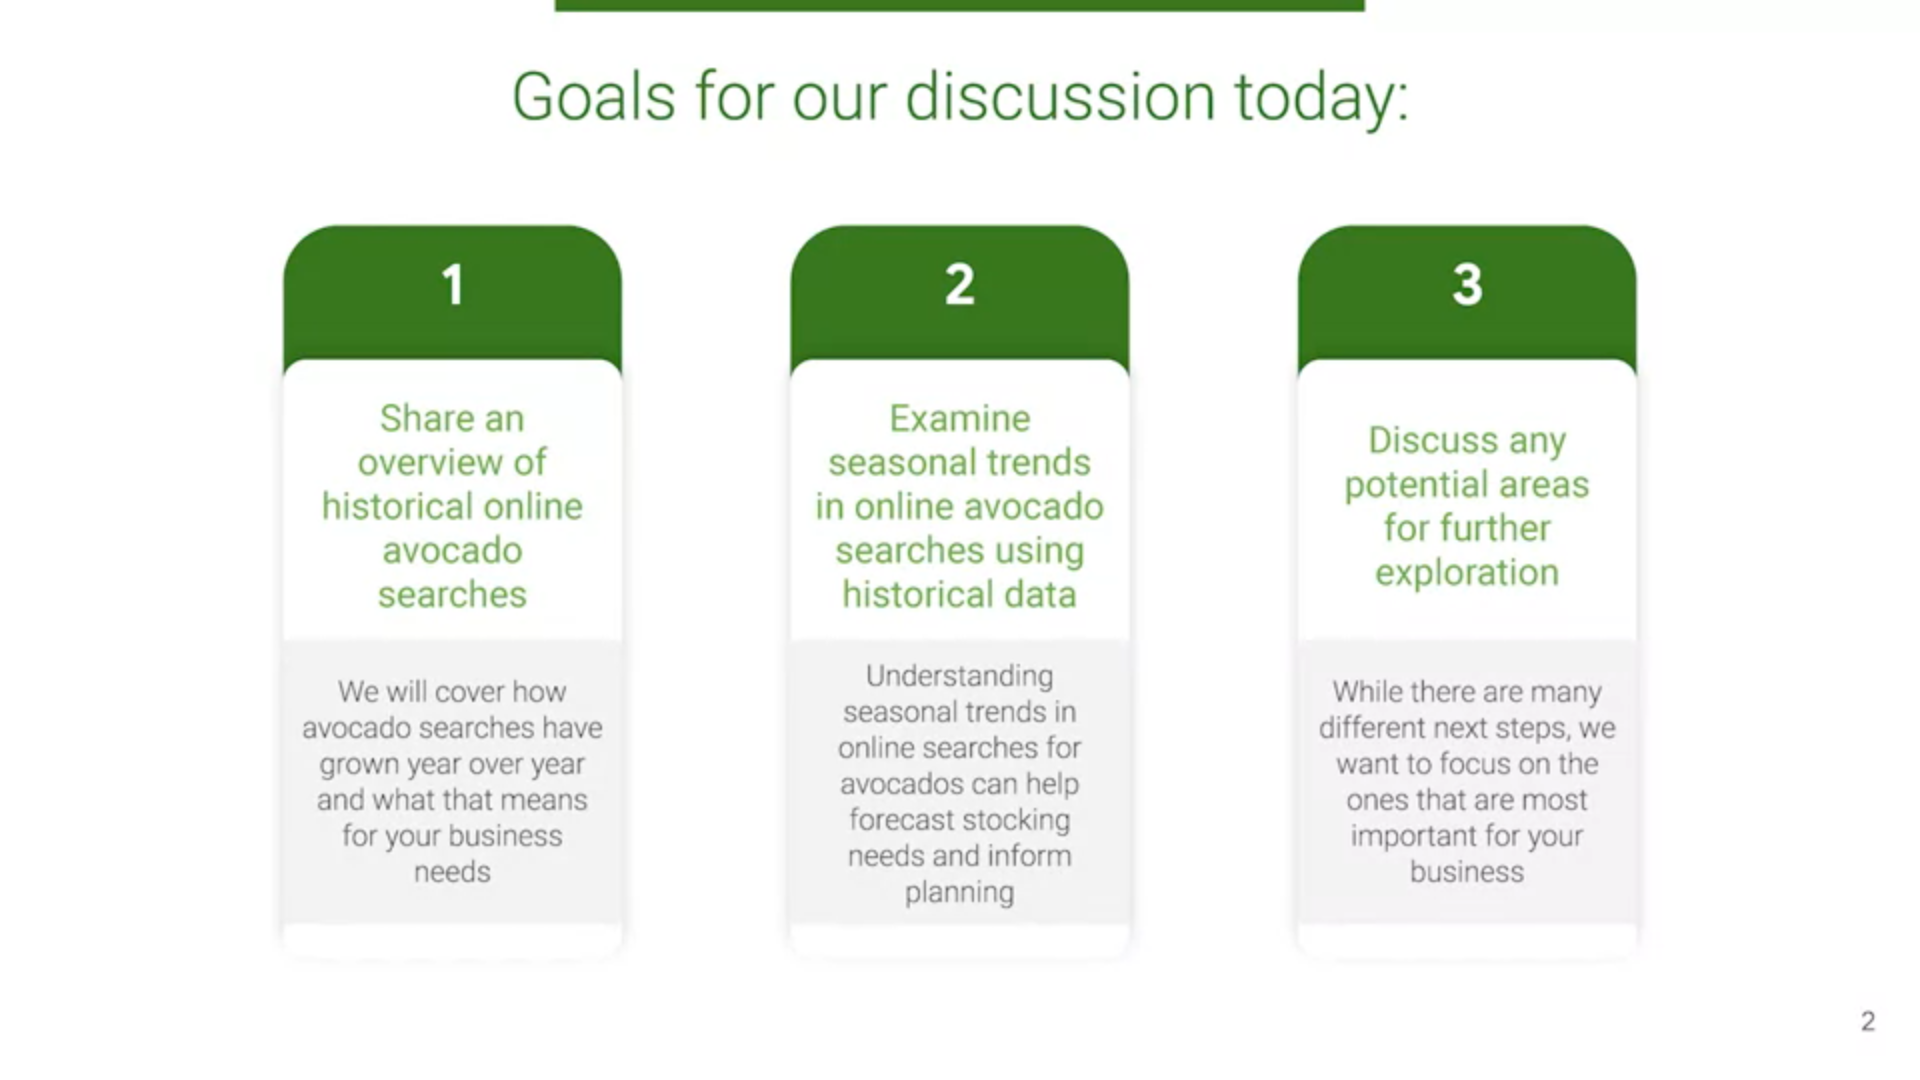 Goals for our discussion today:
1
Share an
overview of
historical online
avocado
searches
We will cover how
avocado searches have
grown year over year
and what that means
for your business
needs
2
Examine
seasonal trends
in online avocado
searches using
historical data
Understanding
seasonal trends in
online searches for
avocados can help
forecast stocking
needs and inform
planning
3
Discuss any
potential areas
for further
exploration
While there are many
different next steps, we
want to focus on the
ones that are most
important for your
business
2